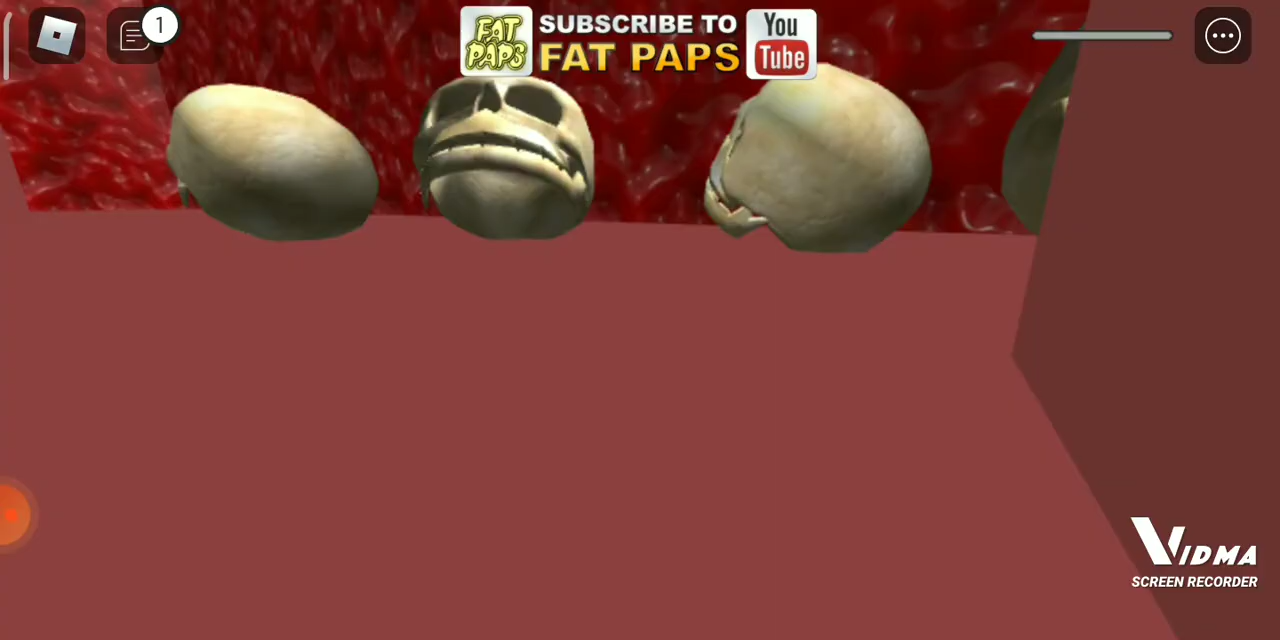 1
FAT
PAPS
SUBSCRIBE TO
FAT PAPS
You
Tube
VIDMA
SCREEN RECORDER